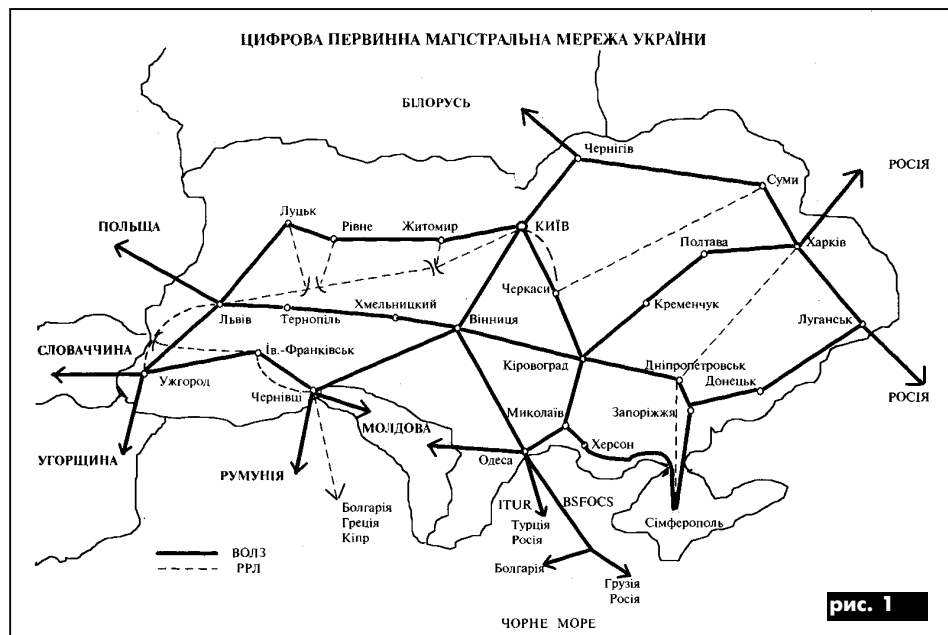 ЦИФРОВА ПЕРВИННА МАГІСТРАЛЬНА МЕРЕЖА УКРАЇНИ
БІЛОРУСЬ
Чернігів
РОСІЯ
Суми
Луцьк
Рівне
Житомир
КИЇВ
ПОЛЬЩА
Полтава
Харків
Черкаси
Хмельницкий
Кременчук
Львів
Тернопіль
Вінниця
Луганськ
СЛОВАЧЧИНА
Ів.-Франківськ
Кіровоград
Дніпропетровськ
Ужгород
Донецьк
РОСІЯ
Чернівці
Миколаїв
Запоріжжя
МОЛДОВА
Херсон
УГОРЩИНА
Одеса
РУМУНІЯ
ITUR
BSFOCS
Болгарія
Греція
Кіпр
Турція
Росія
Сімферополь
ВОЛЗ
РРЛ
Болгарія
Грузія
Росія
рис. 1
ЧОРНЕ МОРЕ